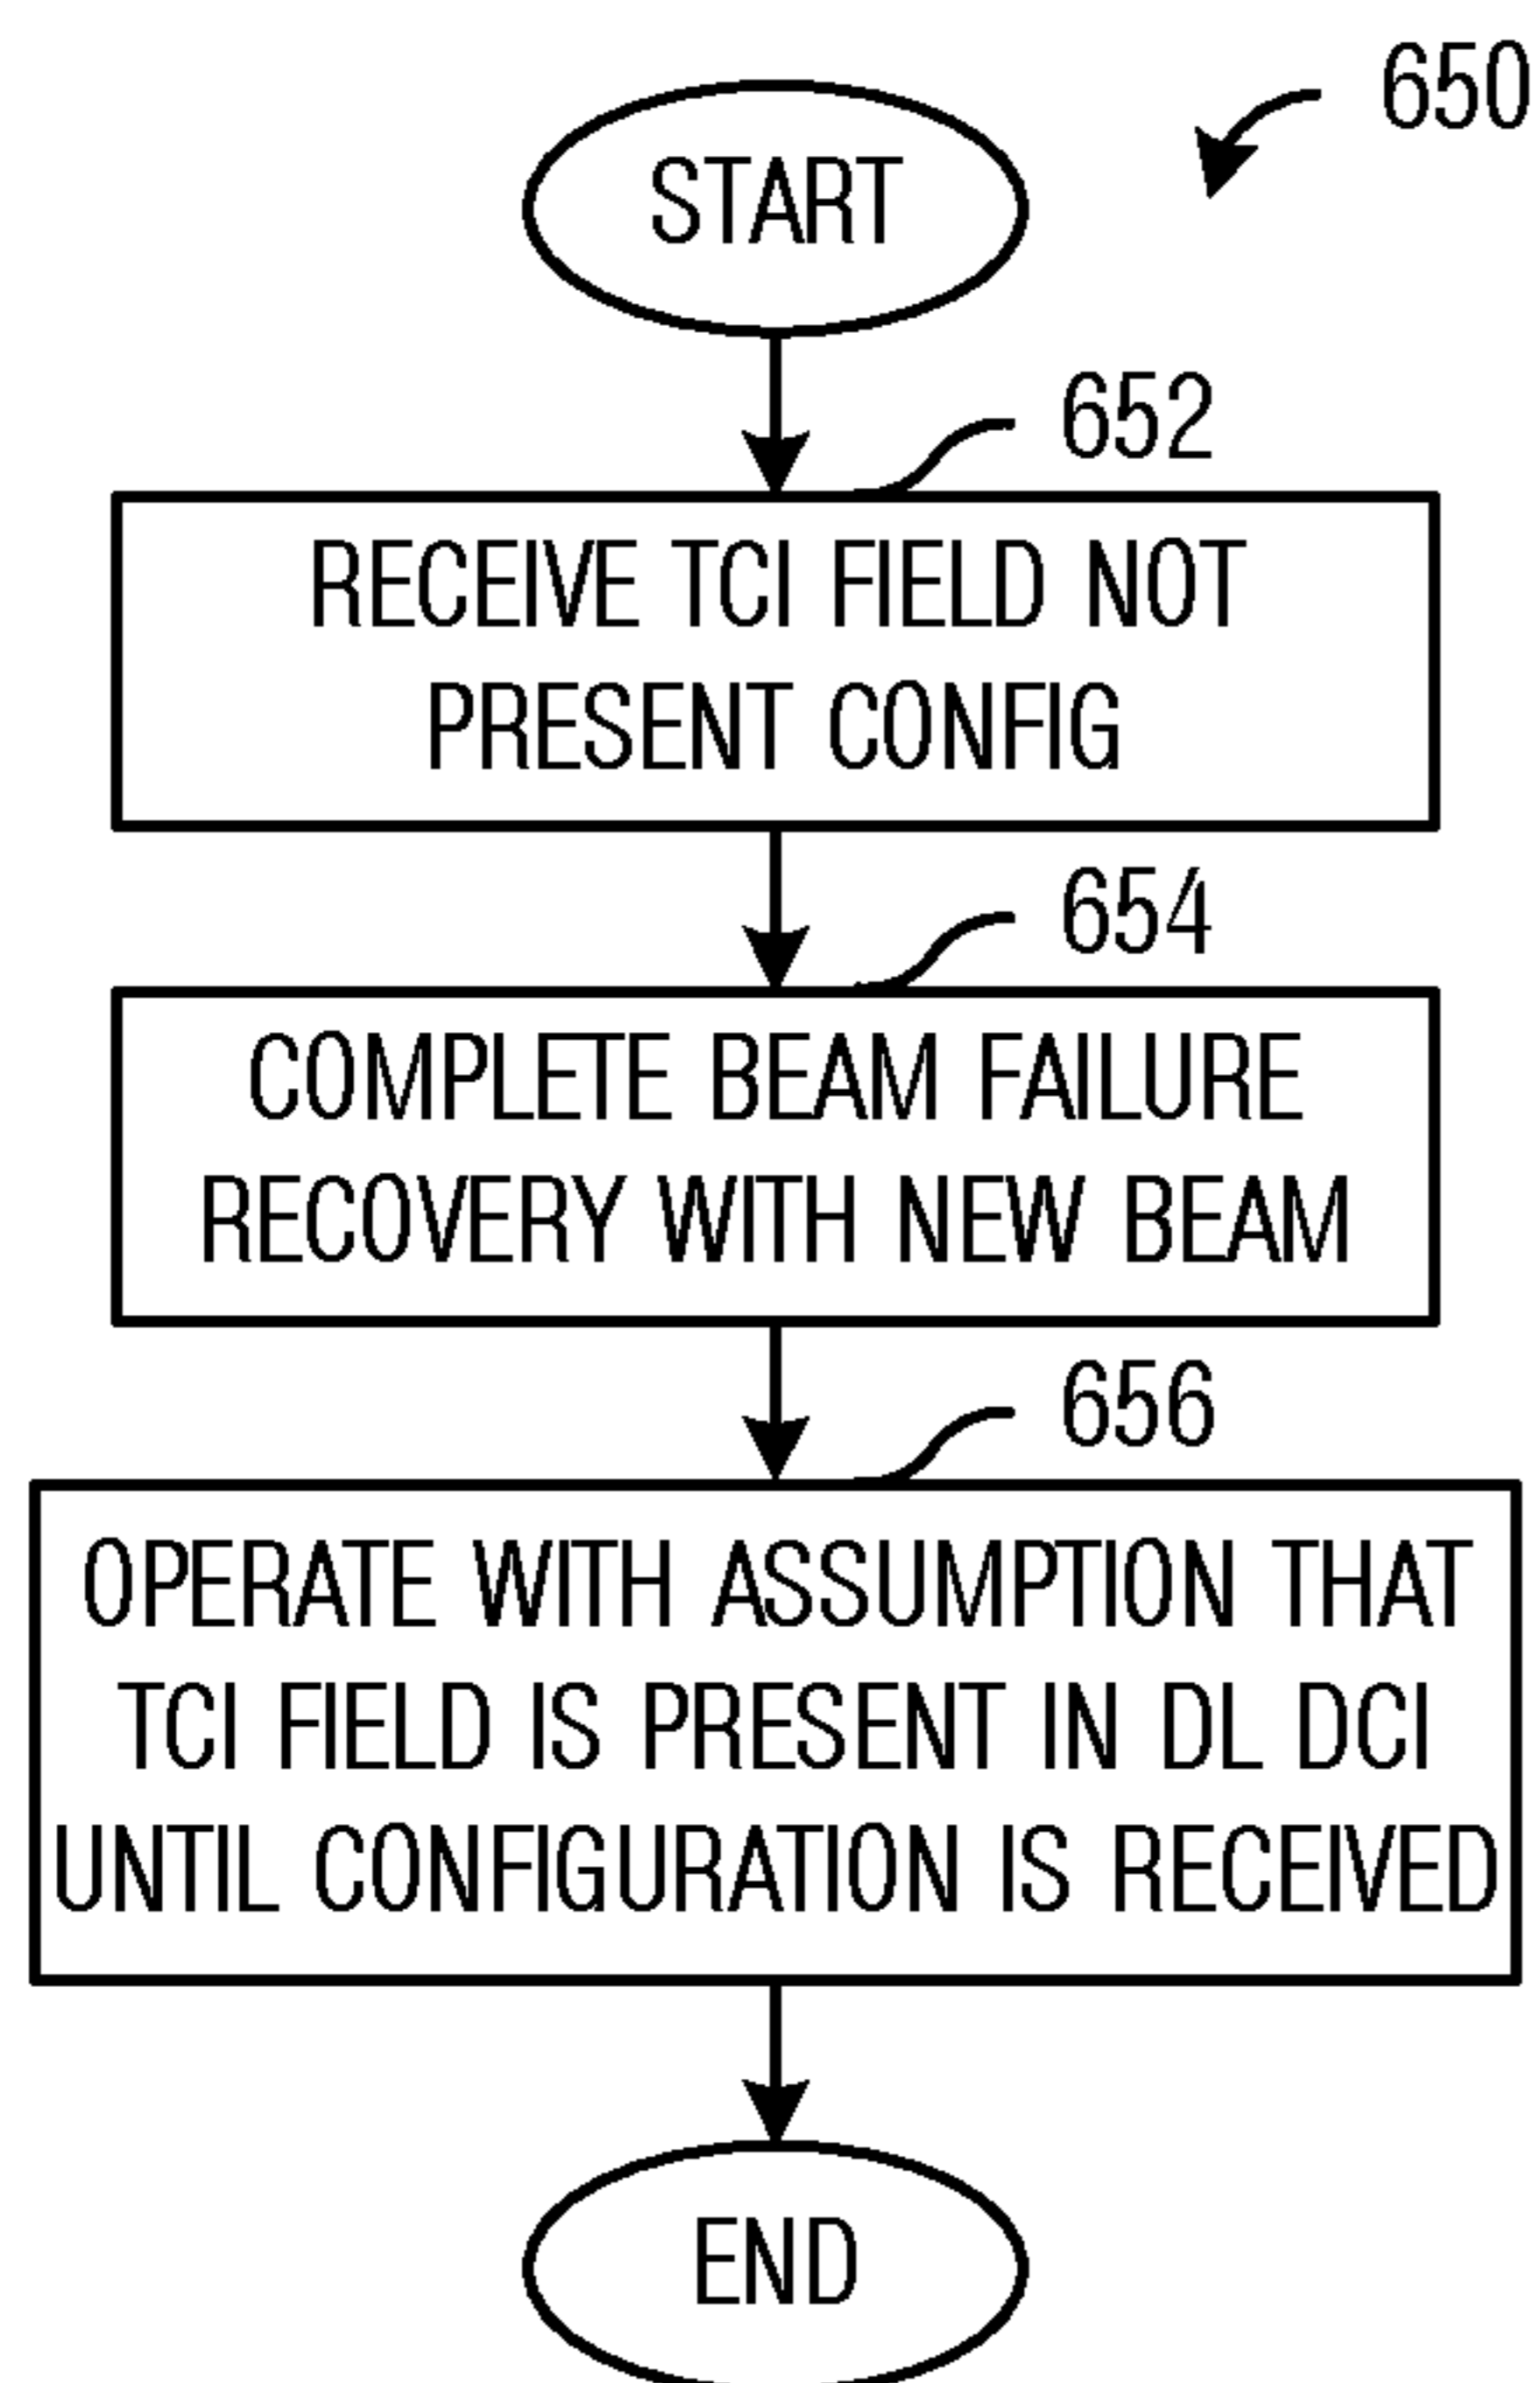 650
START
652
RECEIVE TCI FIELD NOT
PRESENT CONFIG
654
COMPLETE BEAM FAILURE
RECOVERY WITH NEW BEAM
656
OPERATE WITH ASSUMPTION THAT
TCI FIELD IS PRESENT IN DL DCI
UNTIL CONFIGURATION IS RECEIVED
END